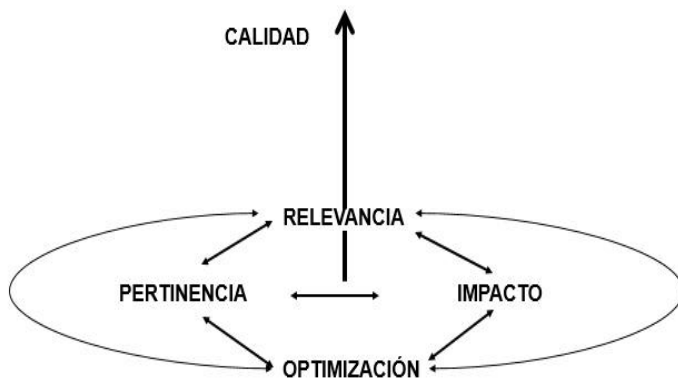 CALIDAD
RELEVANCIA
PERTINENCIA
IMPACTO
OPTIMIZACIÓN